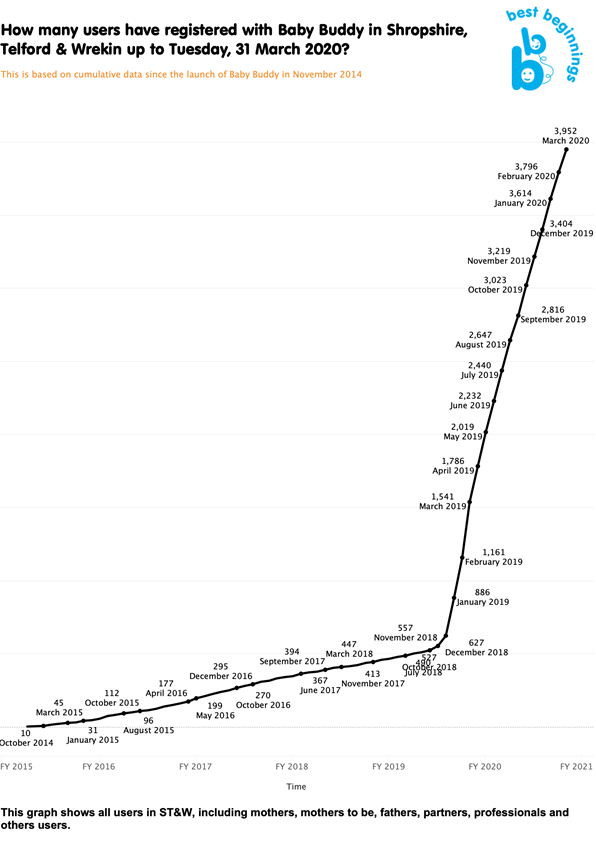 How many users have registered with Baby Buddy in Shropshire,
Telford & Wrekin up to Tuesday, 31 March 2020?
This is based on cumulative data since the launch of Baby Buddy in November 2014
best beginnings
b
b
3,952
March 2020
3,796
February 2020
3,614
January 2020
3,404
December 2019
3,219
November 2019
3,023
October 2019
2,816
September 2019
2,647
August 2019
2,440
July 2019
2,232
June 2019
2,019
May 2019
1,786
April 2019
1,541
March 2019
1,161
February 2019
886
January 2019
627
December 2018
557
November 2018
527
October 2018
490
July 2018
447
March 2018
413
November 2017
394
September 2017
367
June 2017
295
December 2016
270
October 2016
199
May 2016
177
April 2016
112
October 2015
96
August 2015
45
March 2015
31
January 2015
10
October 2014
FY 2015
FY 2016
FY 2017
FY 2018
FY 2019
FY 2020
FY 2021
Time
This graph shows all users in ST&W, including mothers, mothers to be, fathers, partners, professionals and
others users.